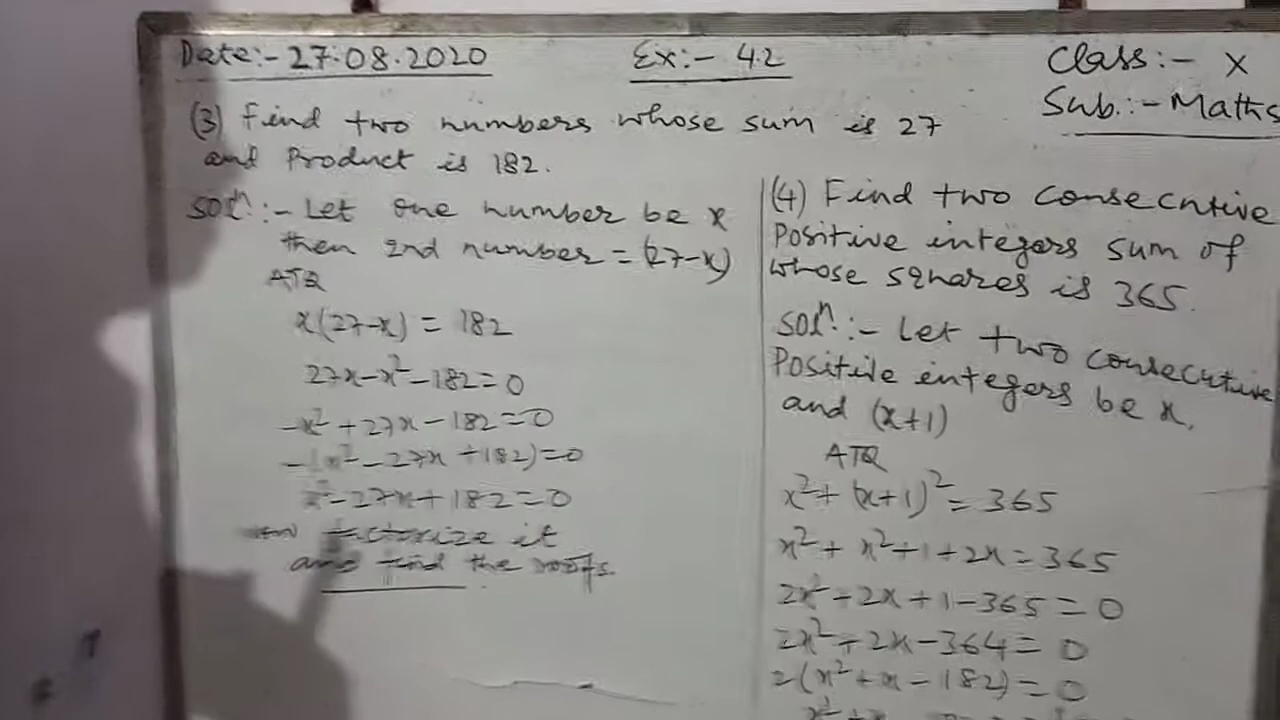 Date:- 27.08.2020
Ex:- 4.2
Class:- X
Sub.:- Maths
(3) Find two numbers whose sum is 27
and Product is 182.
Solⁿ:- Let one number be x
then 2nd number = (27-x)
ATQ
x(27-x) = 182
27x-x²-182=0
-x²+27x-182=0
-(x²-27x+182)=0
x²-27x+182=0
factorize it
and find the roots.
(4) Find two consecutive
Positive integers sum of
whose squares is 365.
Solⁿ:- Let two consecutive
Positive integers be x,
and (x+1)
ATQ
x²+(x+1)²=365
x²+x²+1+2x=365
2x²+2x+1-365=0
2x²+2x-364=0
2(x²+x-182)=0